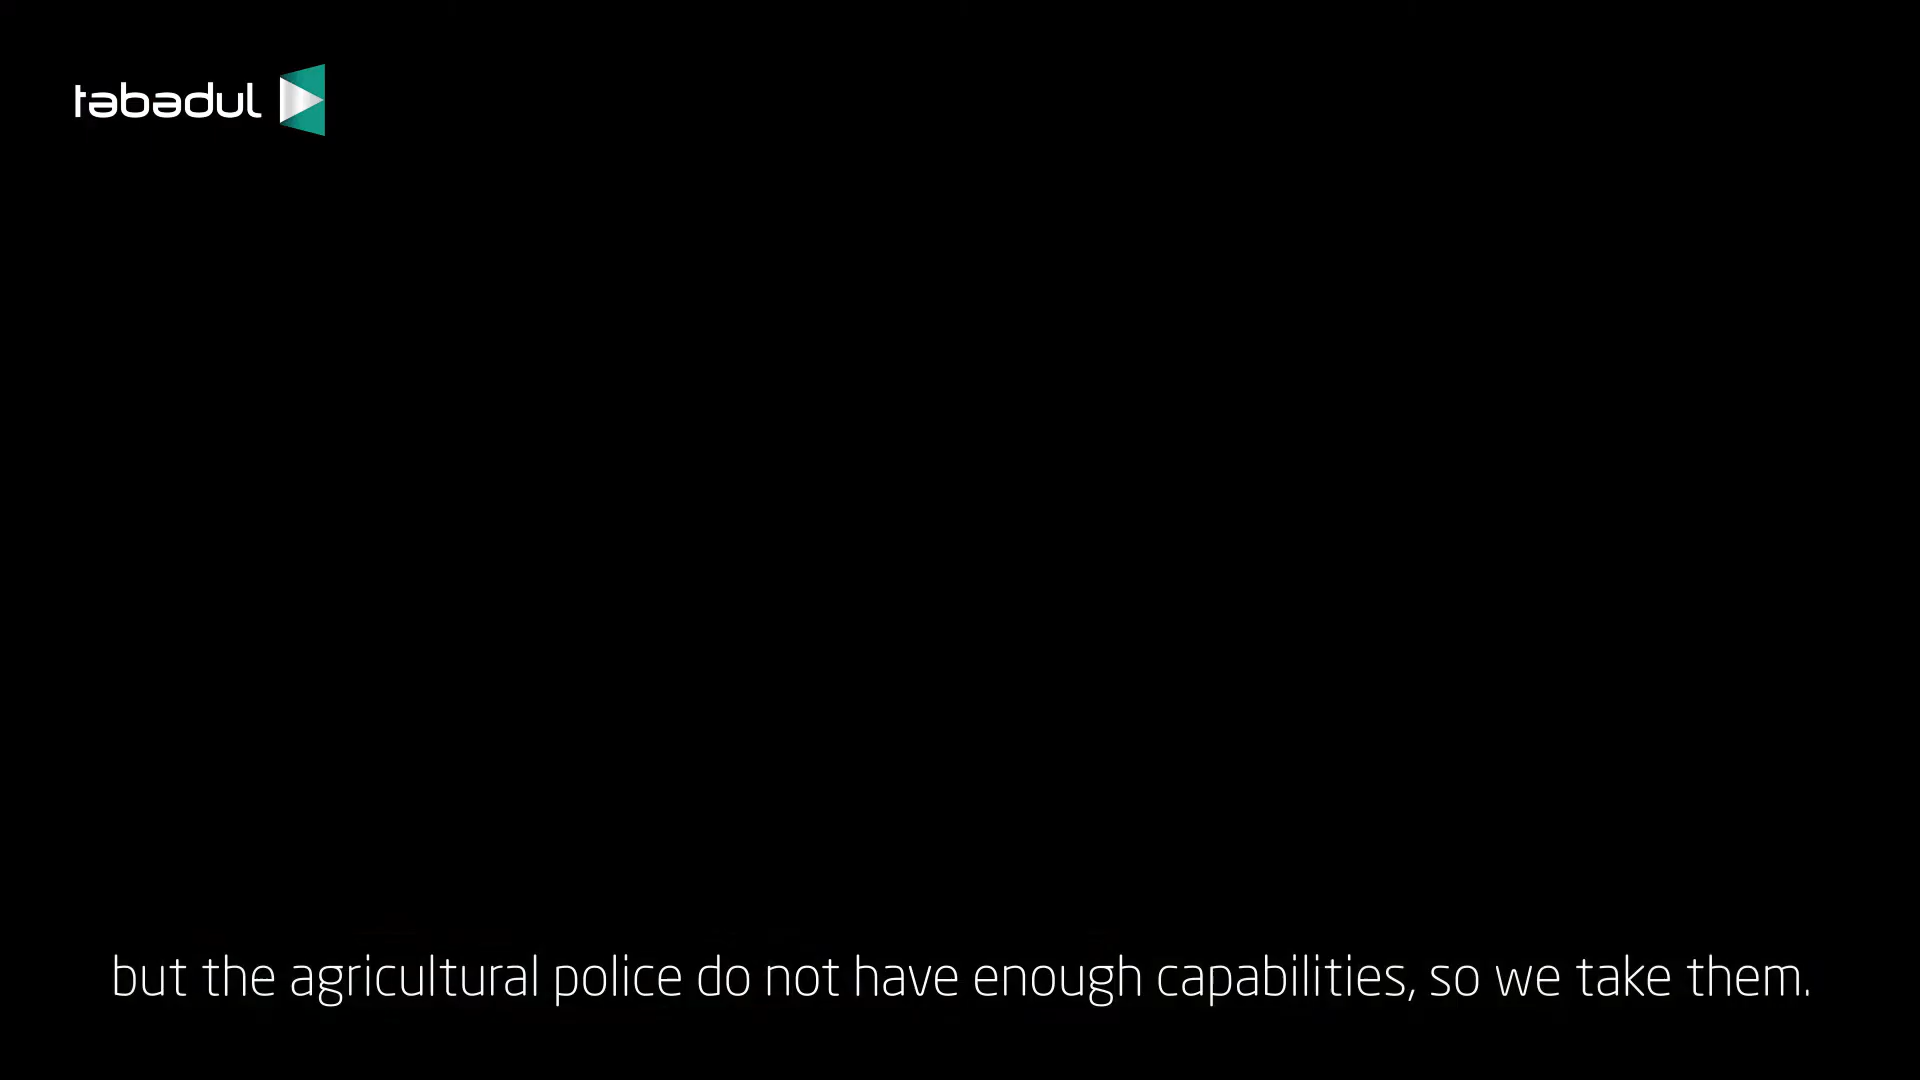 tabadul
but the agricultural police do not have enough capabilities, so we take them.